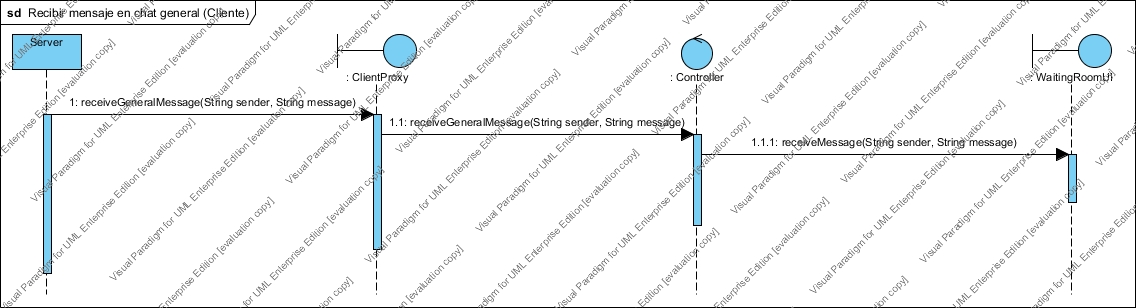 sd Recibir mensaje en chat general (Cliente)
Server
: ClientProxy
: Controller
: WaitingRoomUI
1: receiveGeneralMessage(String sender, String message)
1.1: receiveGeneralMessage(String sender, String message)
1.1.1: receiveMessage(String sender, String message)
Visual Paradigm for UML Enterprise Edition [evaluation copy]